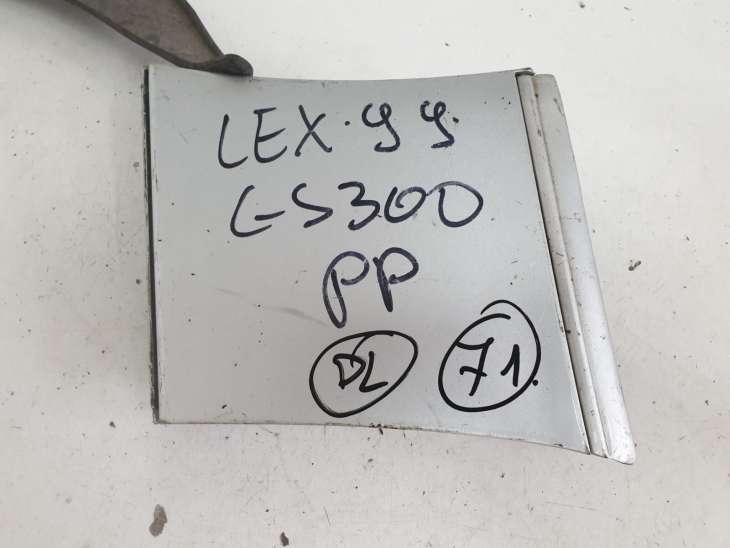 LEX. 99.
GS300
PP
DL 71.